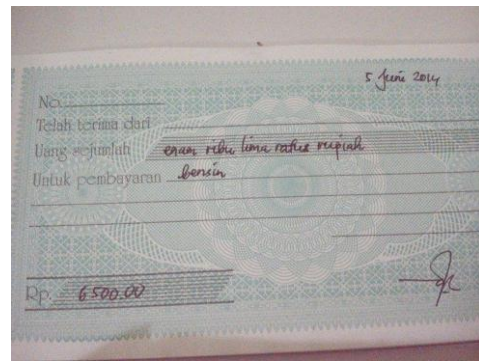 5 June 2014
No.
Telah terima dari
Uang sejumlah enam ribu lima ratus rupiah
Untuk pembayaran bensin
Rp. 6500.00